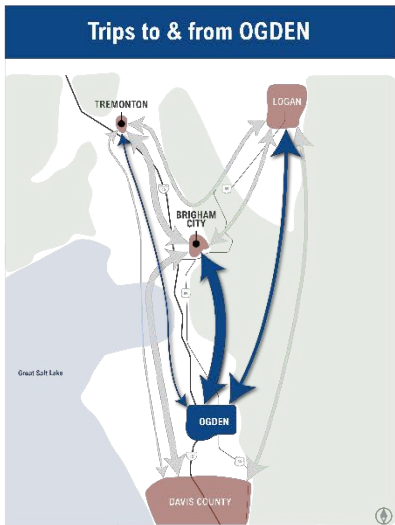 Trips to & from OGDEN
TREMONTON
LOGAN
BRIGHAM
CITY
Great Salt Lake
OGDEN
DAVIS COUNTY